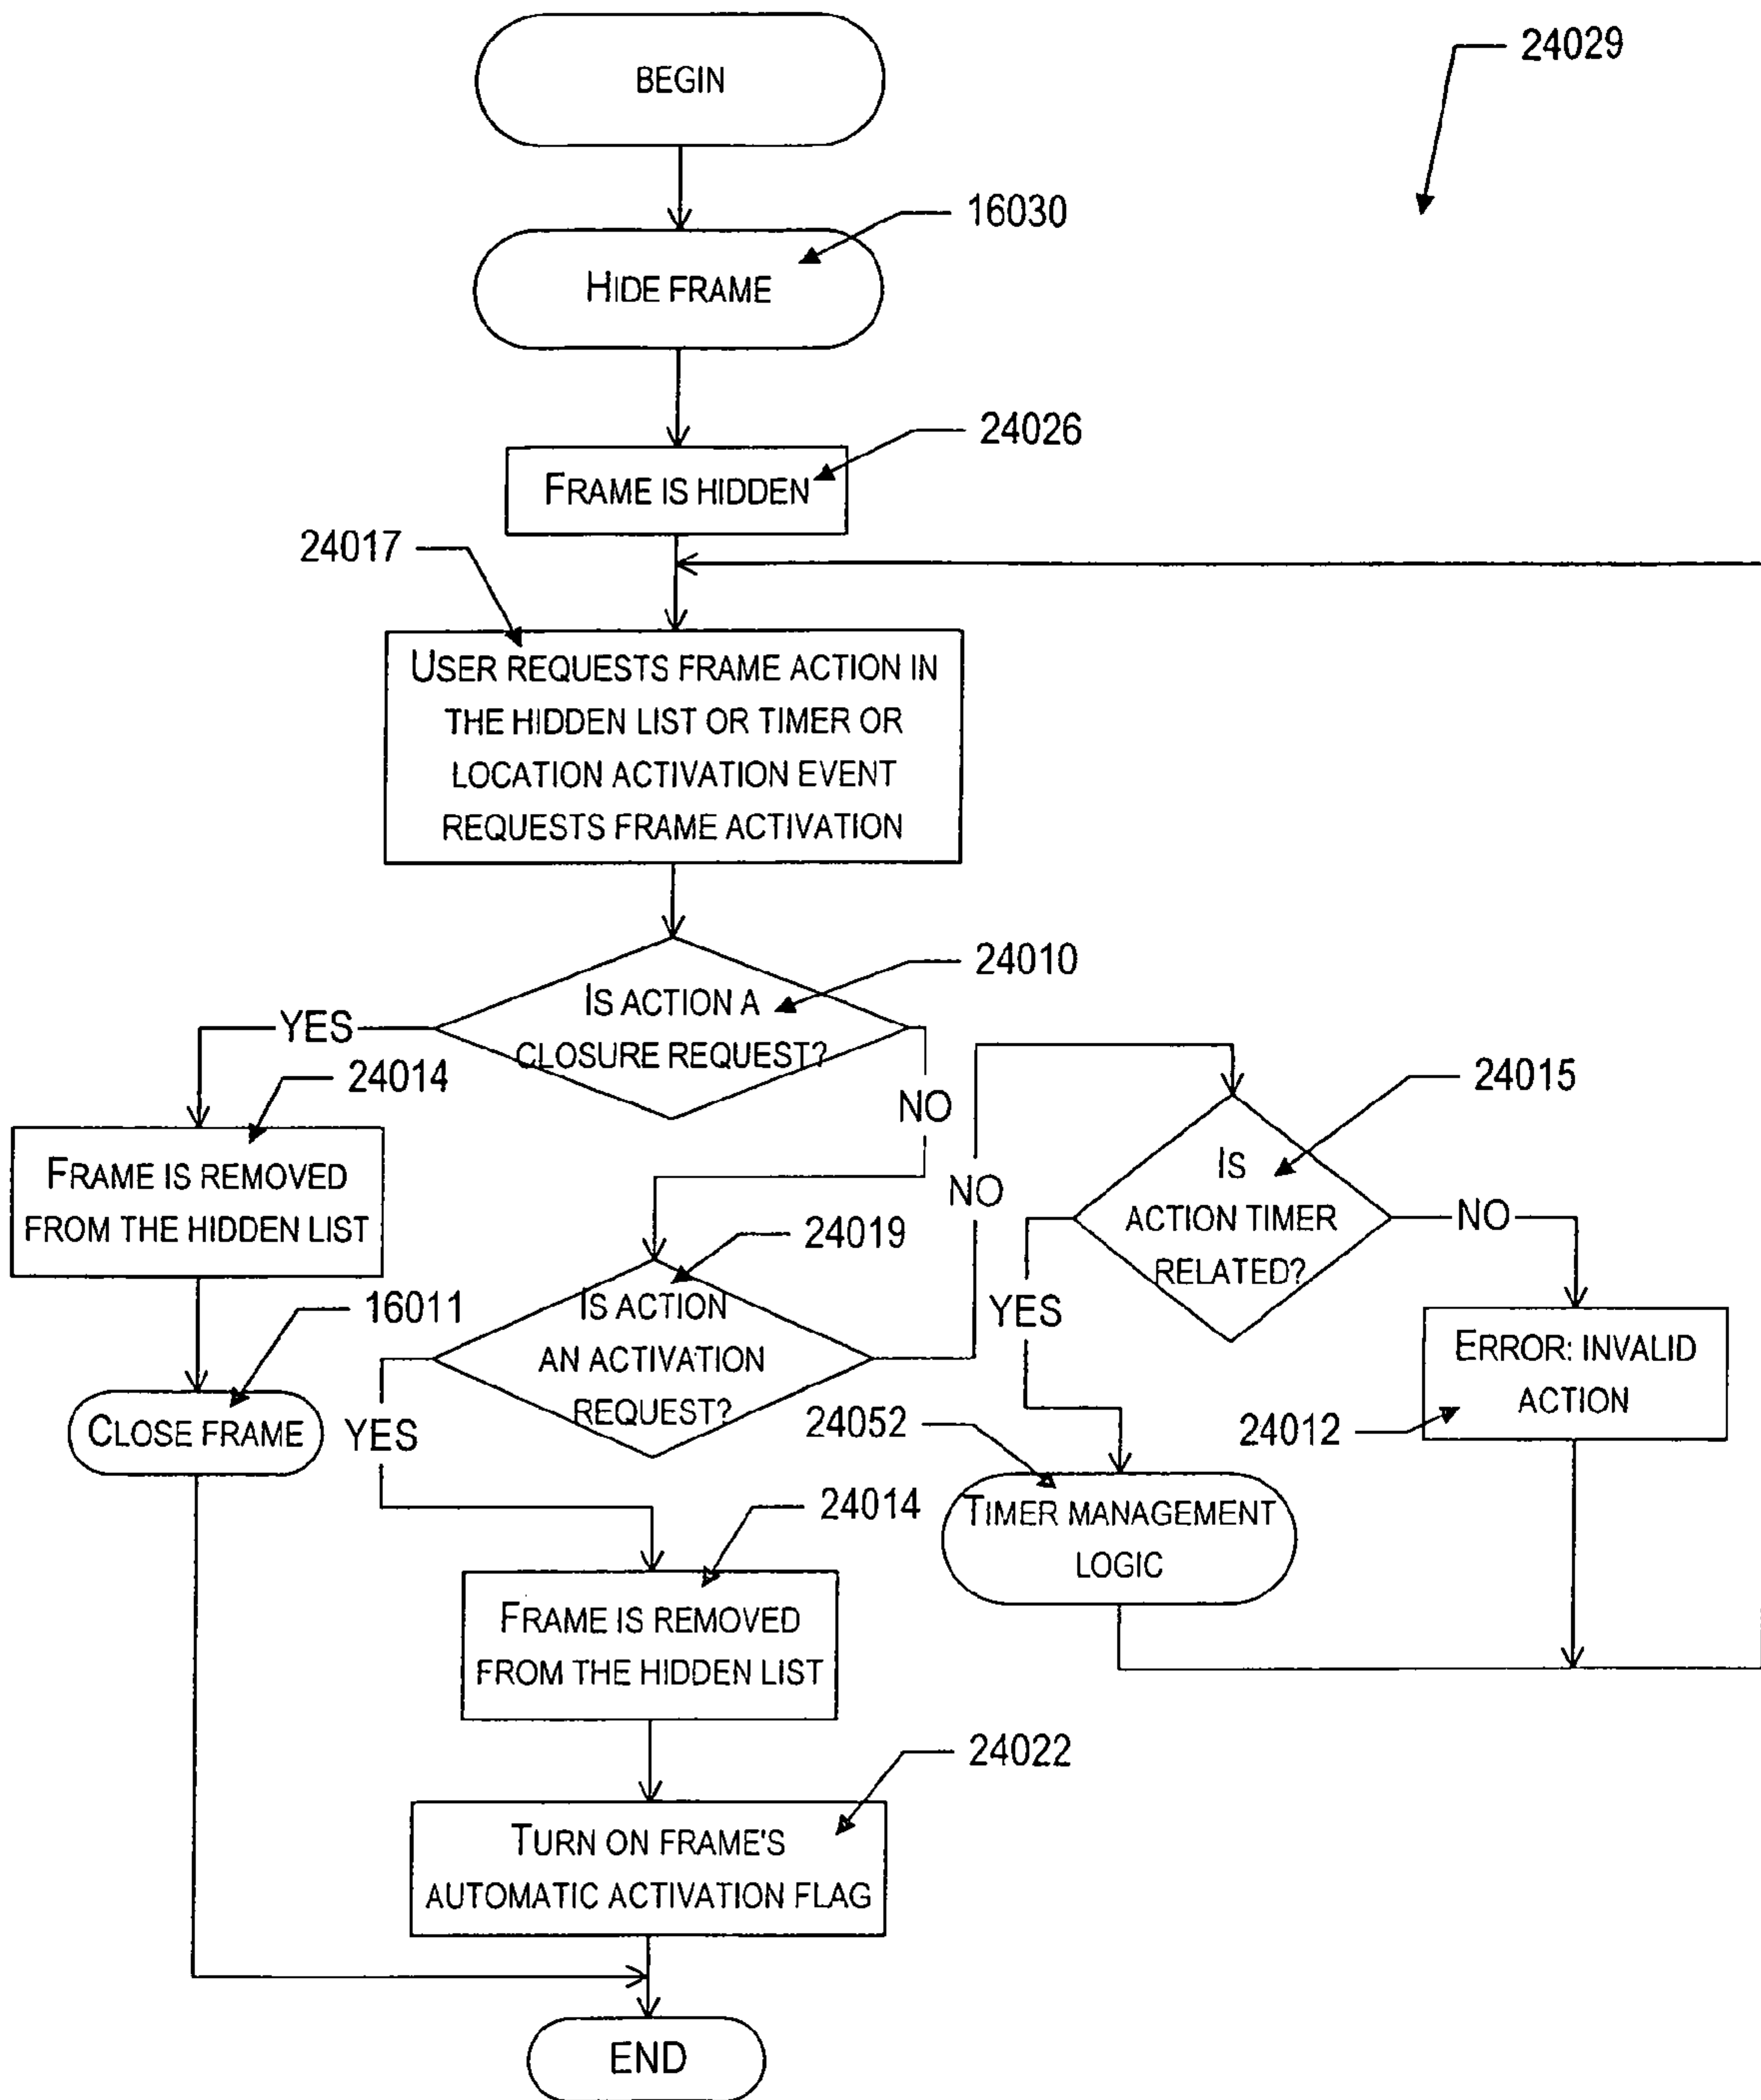 BEGIN
24029
16030
HIDE FRAME
24026
FRAME IS HIDDEN
24017
USER REQUESTS FRAME ACTION IN
THE HIDDEN LIST OR TIMER OR
LOCATION ACTIVATION EVENT
REQUESTS FRAME ACTIVATION
24010
IS ACTION A
CLOSURE REQUEST?
YES
24014
NO
24015
FRAME IS REMOVED
FROM THE HIDDEN LIST
IS
ACTION TIMER
RELATED?
NO
NO
24019
IS ACTION
AN ACTIVATION
REQUEST?
YES
16011
CLOSE FRAME
YES
ERROR: INVALID
ACTION
24012
24052
TIMER MANAGEMENT
LOGIC
24014
FRAME IS REMOVED
FROM THE HIDDEN LIST
24022
TURN ON FRAME'S
AUTOMATIC ACTIVATION FLAG
END